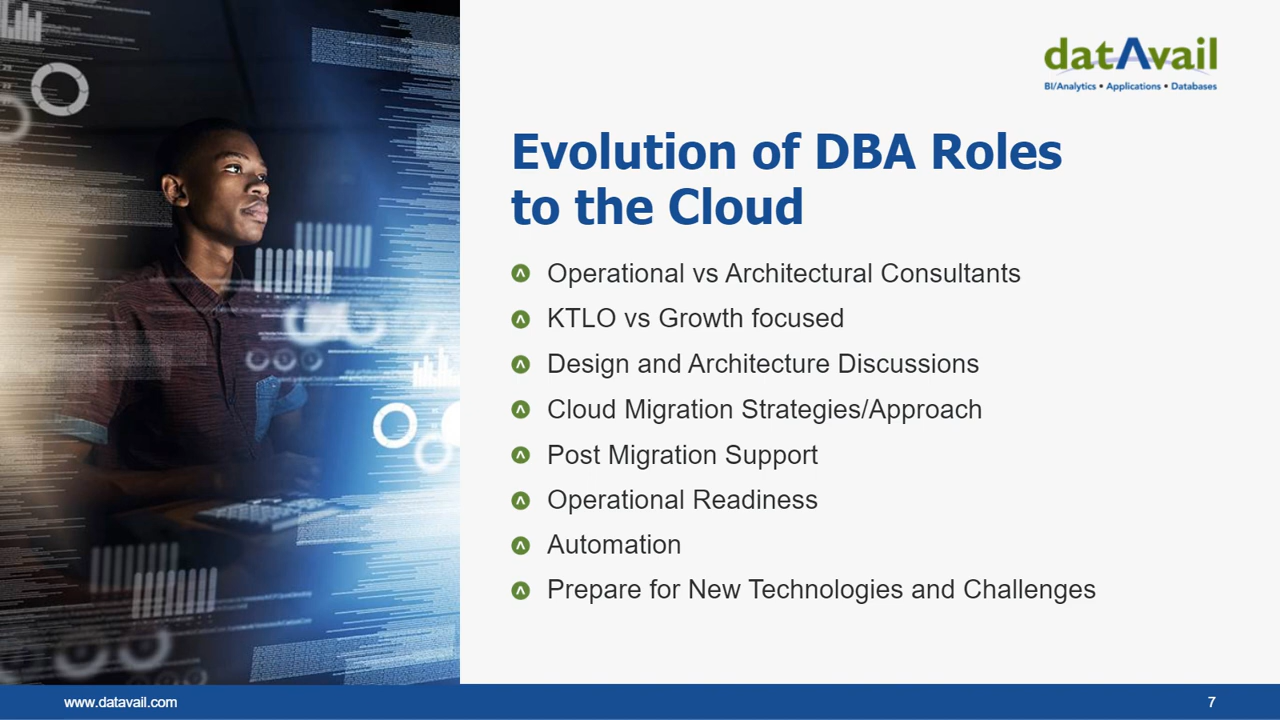 datAvail
BI/Analytics • Applications • Databases
Evolution of DBA Roles
to the Cloud
Operational vs Architectural Consultants
KTLO vs Growth focused
Design and Architecture Discussions
Cloud Migration Strategies/Approach
Post Migration Support
Operational Readiness
Automation
Prepare for New Technologies and Challenges
www.datavail.com
7